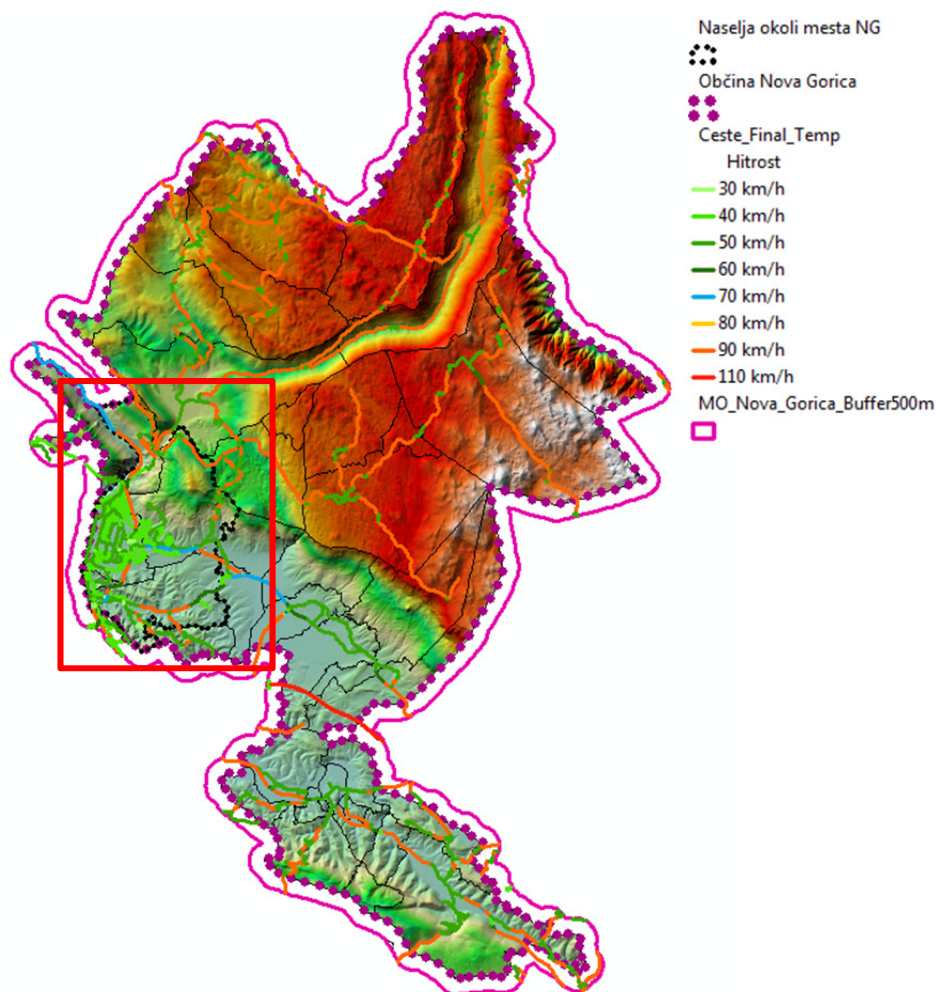 Naselja okoli mesta NG
Občina Nova Gorica
Ceste_Final_Temp
Hitrost
30 km/h
40 km/h
50 km/h
60 km/h
70 km/h
80 km/h
90 km/h
110 km/h
MO_Nova_Gorica_Buffer500m